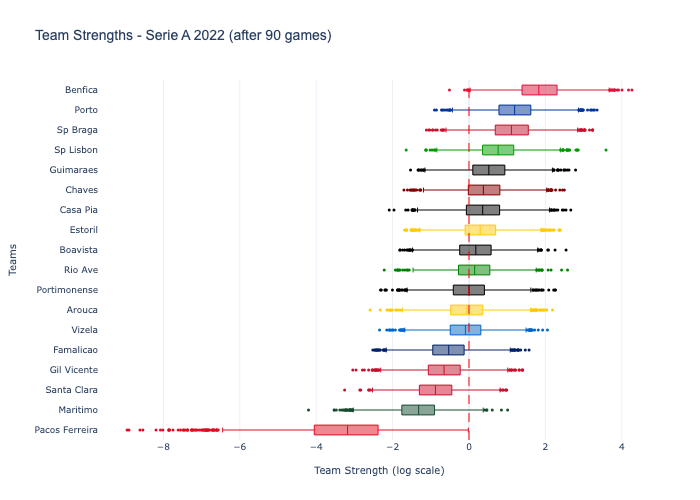 Team Strengths - Serie A 2022 (after 90 games)
Teams
Benfica
Porto
Sp Braga
Sp Lisbon
Guimaraes
Chaves
Casa Pia
Estoril
Boavista
Rio Ave
Portimonense
Arouca
Vizela
Famalicao
Gil Vicente
Santa Clara
Maritimo
Pacos Ferreira
−8 −6 −4 −2 0 2 4
Team Strength (log scale)